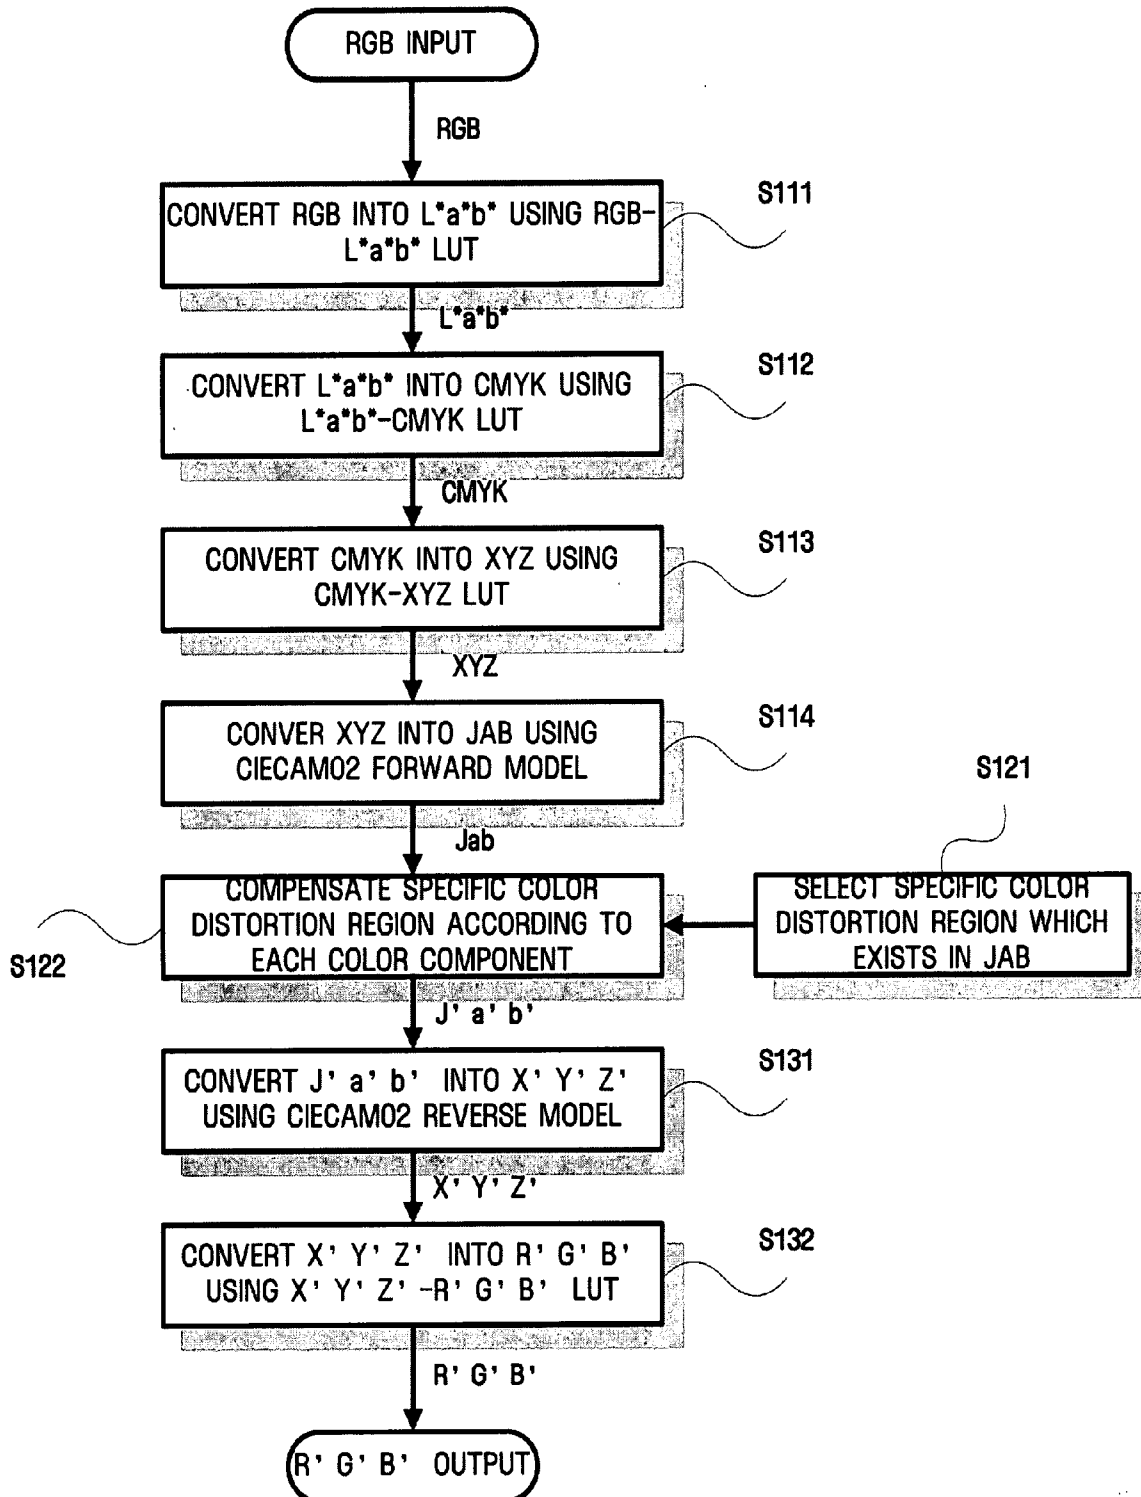 RGB INPUT
RGB
S111
CONVERT RGB INTO L*a*b* USING RGB-
L*a*b* LUT
L*a*b*
S112
CONVERT L*a*b* INTO CMYK USING
L*a*b*-CMYK LUT
CMYK
S113
CONVERT CMYK INTO XYZ USING
CMYK-XYZ LUT
XYZ
S114
CONVER XYZ INTO JAB USING
CIECAM02 FORWARD MODEL
S121
Jab
COMPENSATE SPECIFIC COLOR
DISTORTION REGION ACCORDING TO
EACH COLOR COMPONENT
SELECT SPECIFIC COLOR
DISTORTION REGION WHICH
EXISTS IN JAB
S122
J' a' b'
S131
CONVERT J' a' b' INTO X' Y' Z'
USING CIECAM02 REVERSE MODEL
X' Y' Z'
S132
CONVERT X' Y' Z' INTO R' G' B'
USING X' Y' Z' -R' G' B' LUT
R' G' B'
R' G' B' OUTPUT